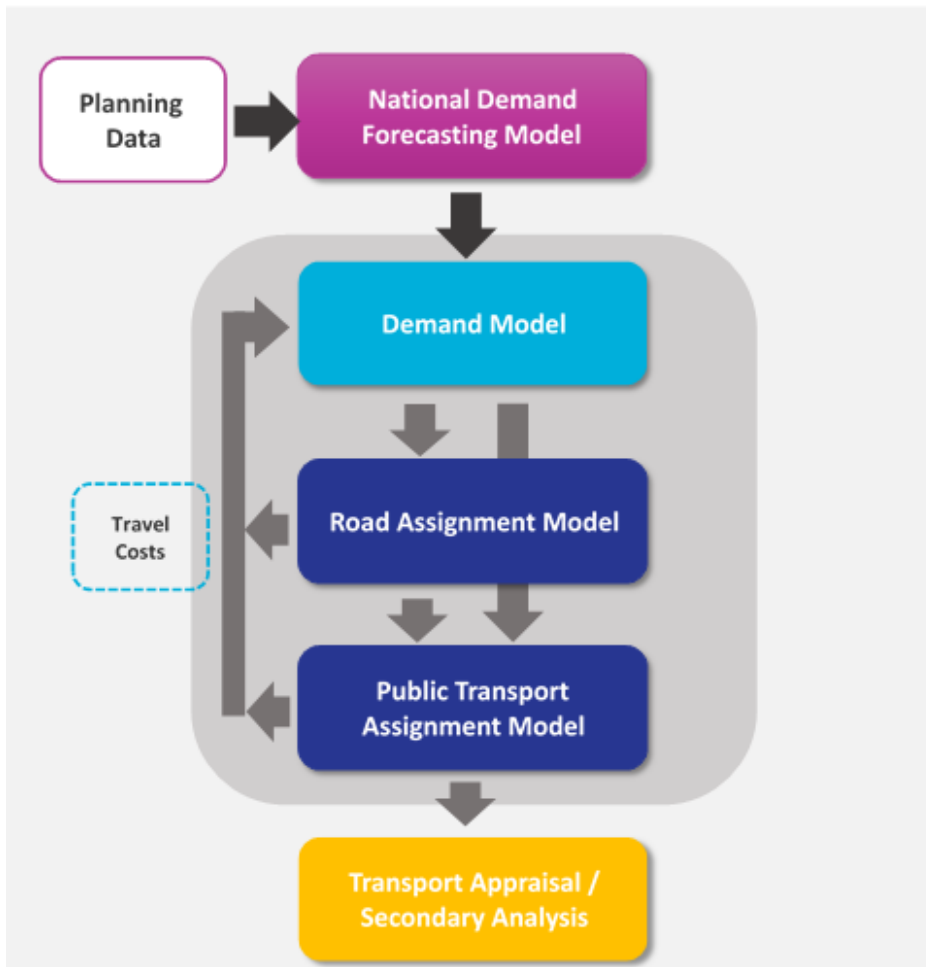 Planning
Data
National Demand
Forecasting Model
Demand Model
Road Assignment Model
Travel
Costs
Public Transport
Assignment Model
Transport Appraisal /
Secondary Analysis